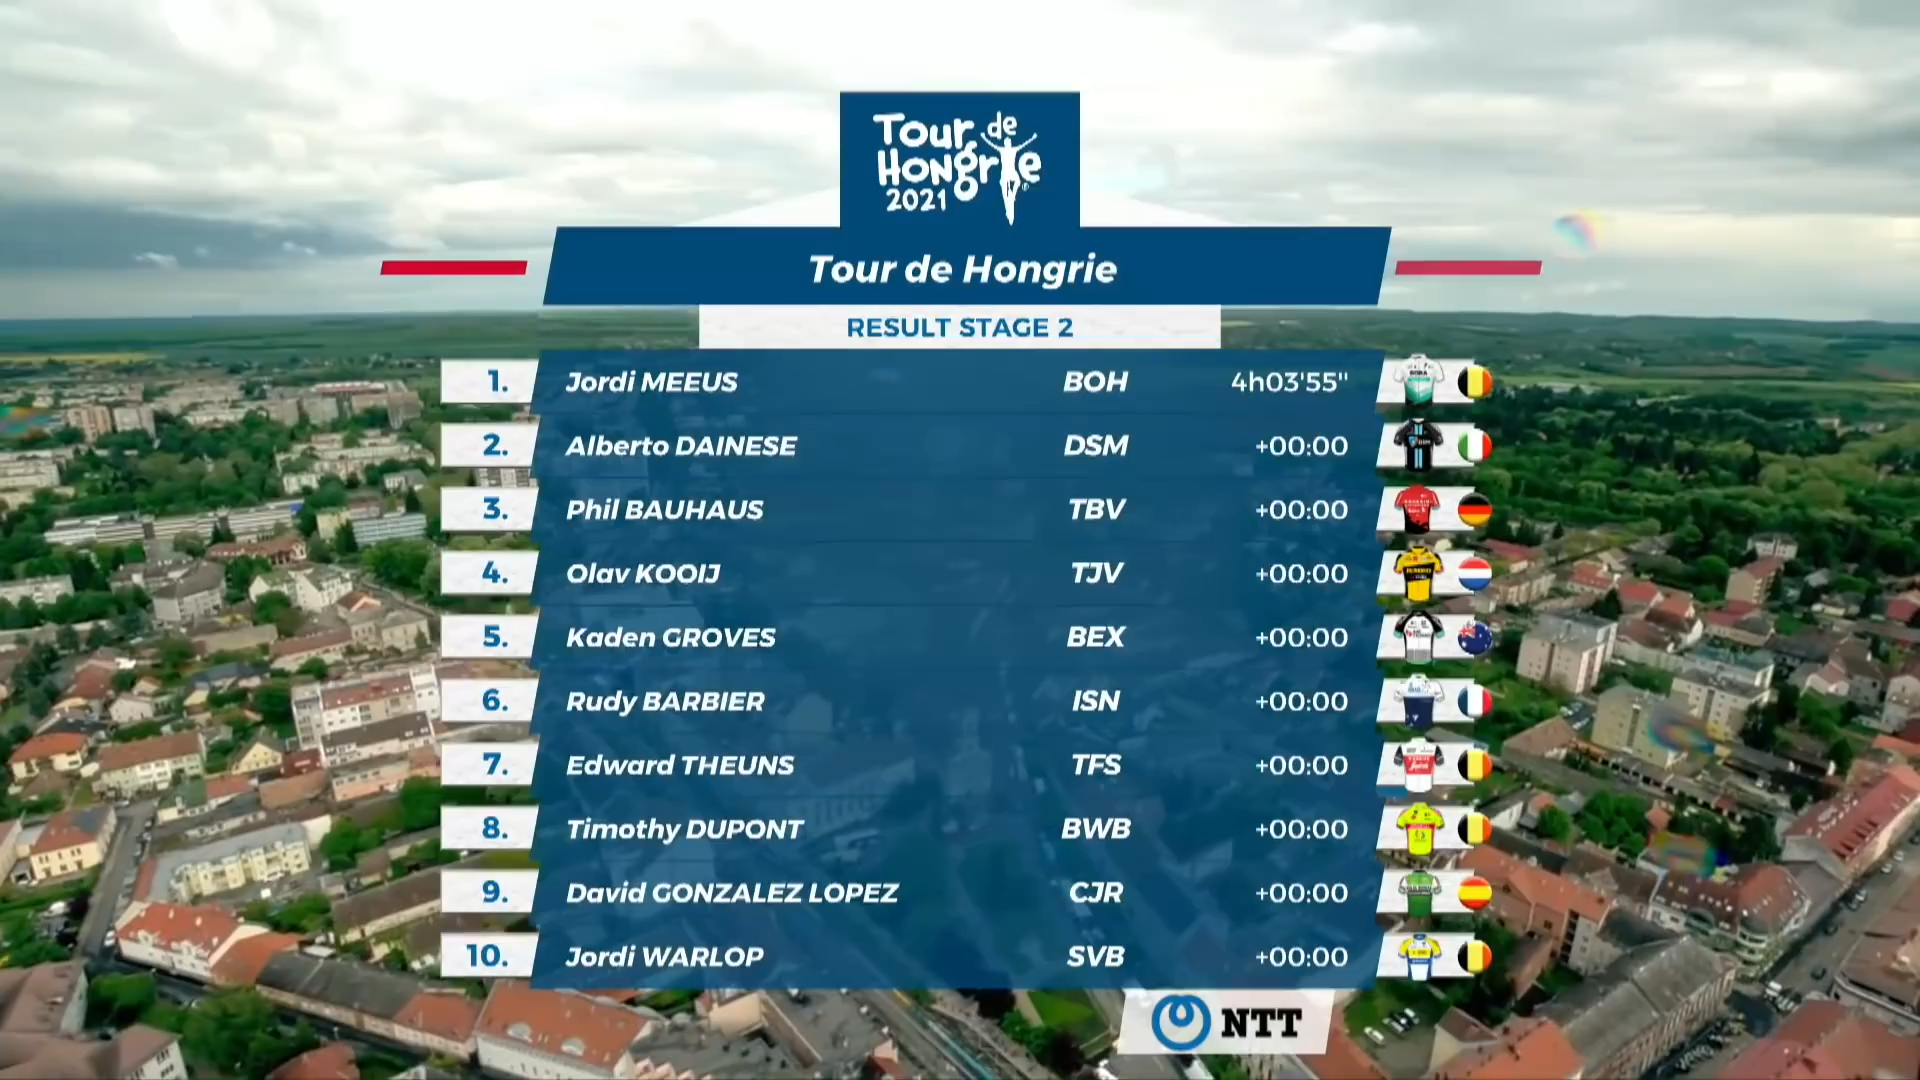 Tour de
Hongrie
2021
Tour de Hongrie
RESULT STAGE 2
1. Jordi MEEUS BOH 4h03'55"
2. Alberto DAINESE DSM +00:00
3. Phil BAUHAUS TBV +00:00
4. Olav KOOIJ TJV +00:00
5. Kaden GROVES BEX +00:00
6. Rudy BARBIER ISN +00:00
7. Edward THEUNS TFS +00:00
8. Timothy DUPONT BWB +00:00
9. David GONZALEZ LOPEZ CJR +00:00
10. Jordi WARLOP SVB +00:00
NTT